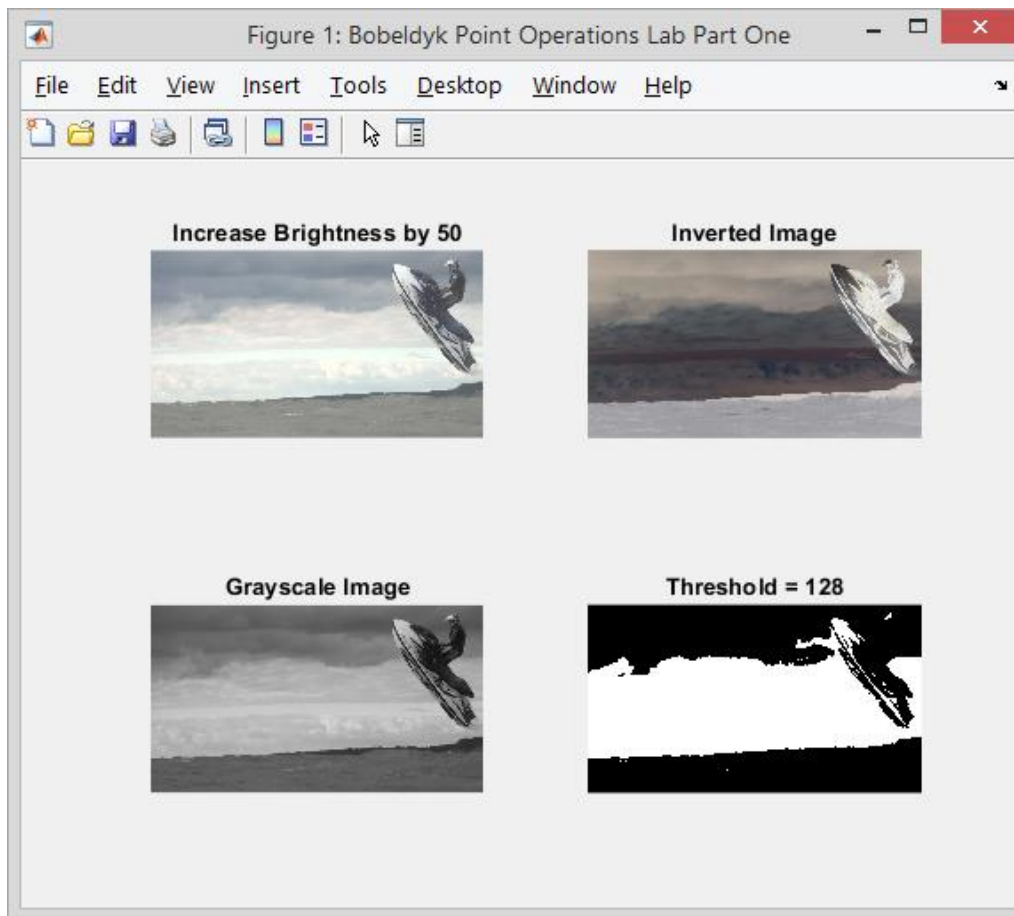 Figure 1: Bobeldyk Point Operations Lab Part One
File Edit View Insert Tools Desktop Window Help
Increase Brightness by 50
Inverted Image
Grayscale Image
Threshold = 128